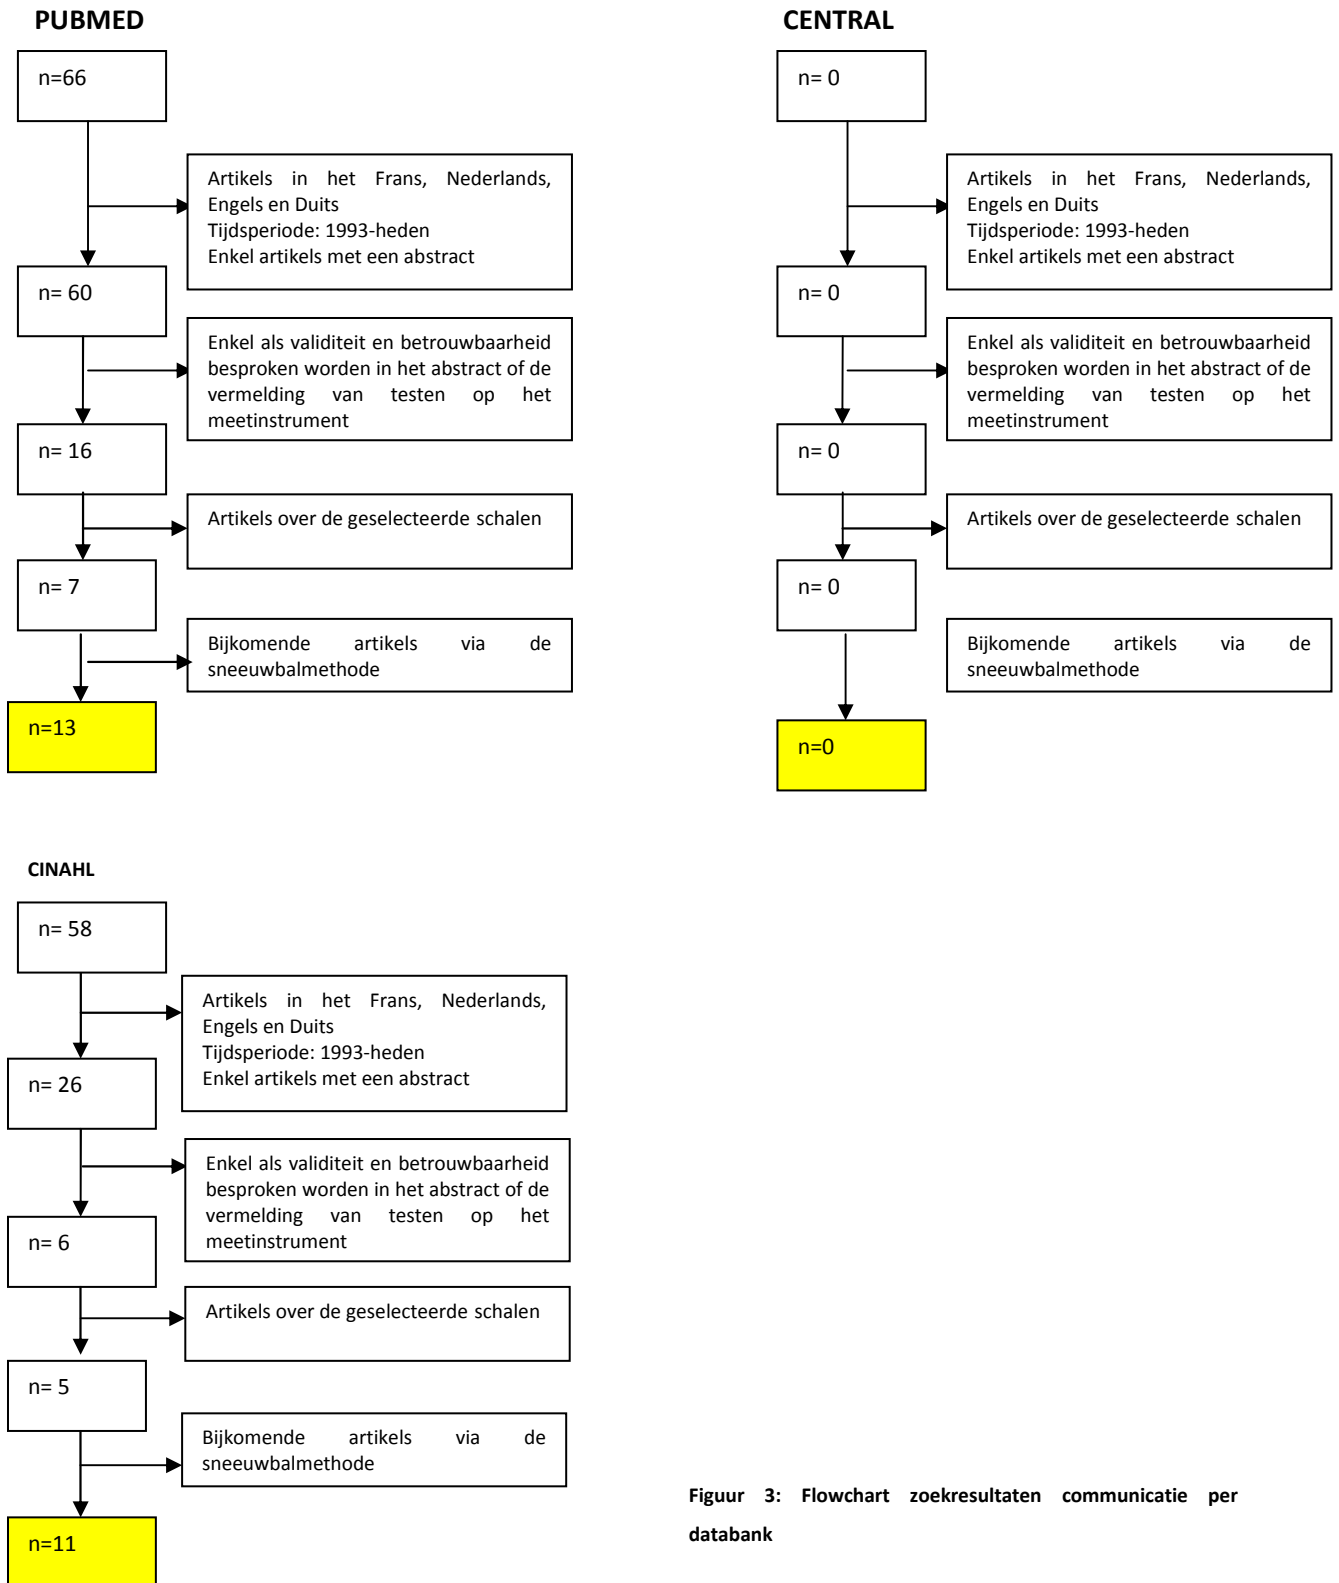 PUBMED
n=66
Artikels in het Frans, Nederlands,
Engels en Duits
Tijdsperiode: 1993-heden
Enkel artikels met een abstract
n= 60
Enkel als validiteit en betrouwbaarheid
besproken worden in het abstract of de
vermelding van testen op het
meetinstrument
n= 16
Artikels over de geselecteerde schalen
n= 7
Bijkomende artikels via de
sneeuwbalmethode
n=13
CENTRAL
n= 0
Artikels in het Frans, Nederlands,
Engels en Duits
Tijdsperiode: 1993-heden
Enkel artikels met een abstract
n= 0
Enkel als validiteit en betrouwbaarheid
besproken worden in het abstract of de
vermelding van testen op het
meetinstrument
n= 0
Artikels over de geselecteerde schalen
n= 0
Bijkomende artikels via de
sneeuwbalmethode
n=0
CINAHL
n= 58
Artikels in het Frans, Nederlands,
Engels en Duits
Tijdsperiode: 1993-heden
Enkel artikels met een abstract
n= 26
Enkel als validiteit en betrouwbaarheid
besproken worden in het abstract of de
vermelding van testen op het
meetinstrument
n= 6
Artikels over de geselecteerde schalen
n= 5
Bijkomende artikels via de
sneeuwbalmethode
n=11
Figuur 3: Flowchart zoekresultaten communicatie per
databank